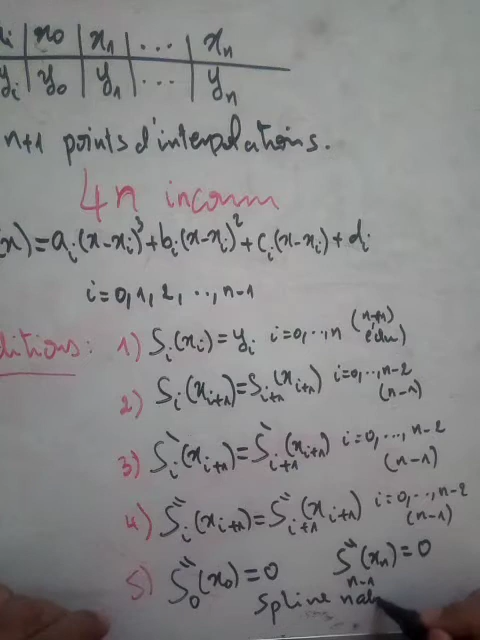 i | x0 | x1 | ... | xn
yi | y0 | y1 | ... | yn
n+1 points d'interpolations.
4n inconn
(x) = ai(x-xi)³+bi(x-xi)²+ci(x-xi)+di
i=0,1,2,..,n-1
ditions: 1) Si(xi)=yi i=0,..,n (n+1)
2) Si(xi+1)=Si+1(xi+1) i=0,..,n-2 (n-1)
3) S'i(xi+1)=S'i+1(xi+1) i=0,..,n-2 (n-1)
4) S''i(xi+1)=S''i+1(xi+1) i=0,..,n-2 (n-1)
5) S''0(x0)=0 S''n-1(xn)=0
Spline nat